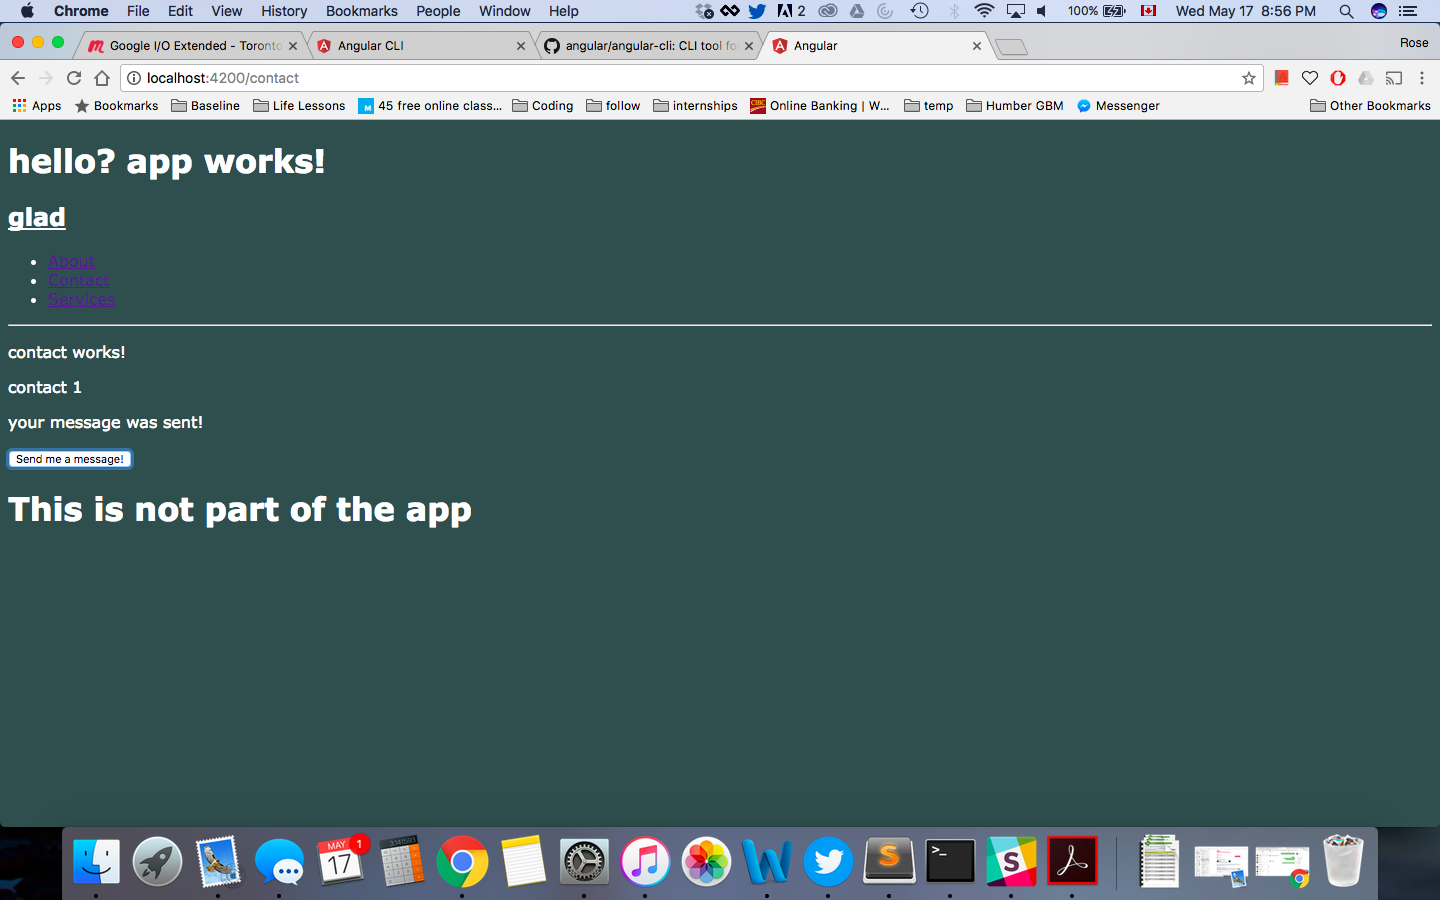 Chrome File Edit View History Bookmarks People Window Help 2 100% Wed May 17 8:56 PM
Google I/O Extended - Toronto Angular CLI angular/angular-cli: CLI tool for Angular Rose
localhost:4200/contact
Apps Bookmarks Baseline Life Lessons M 45 free online class... Coding follow internships CIBC Online Banking | W... temp Humber GBM Messenger Other Bookmarks
hello? app works!
glad
About
Contact
Services
contact works!
contact 1
your message was sent!
Send me a message!
This is not part of the app
MAY 17 1